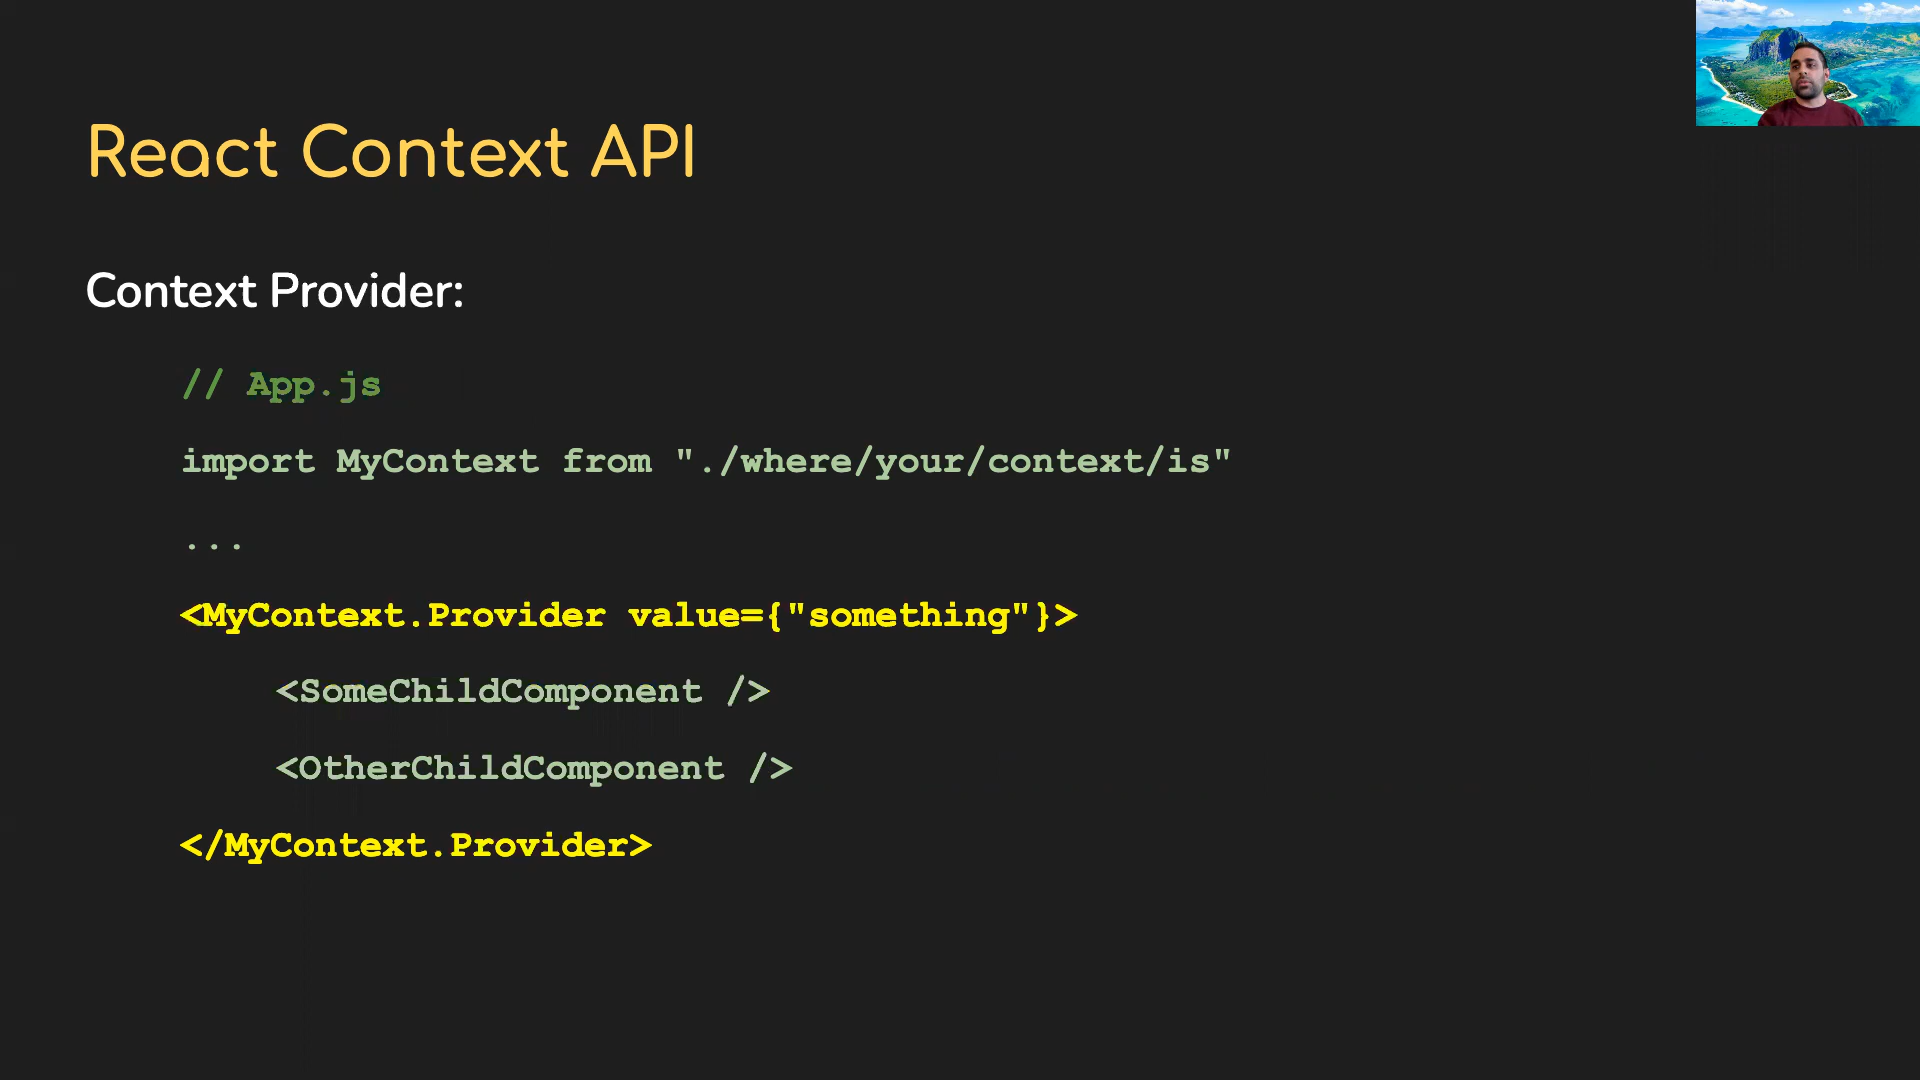 React Context API
Context Provider:
// App.js
import MyContext from "./where/your/context/is"
...
<MyContext.Provider value={"something"}>
<SomeChildComponent />
<OtherChildComponent />
</MyContext.Provider>